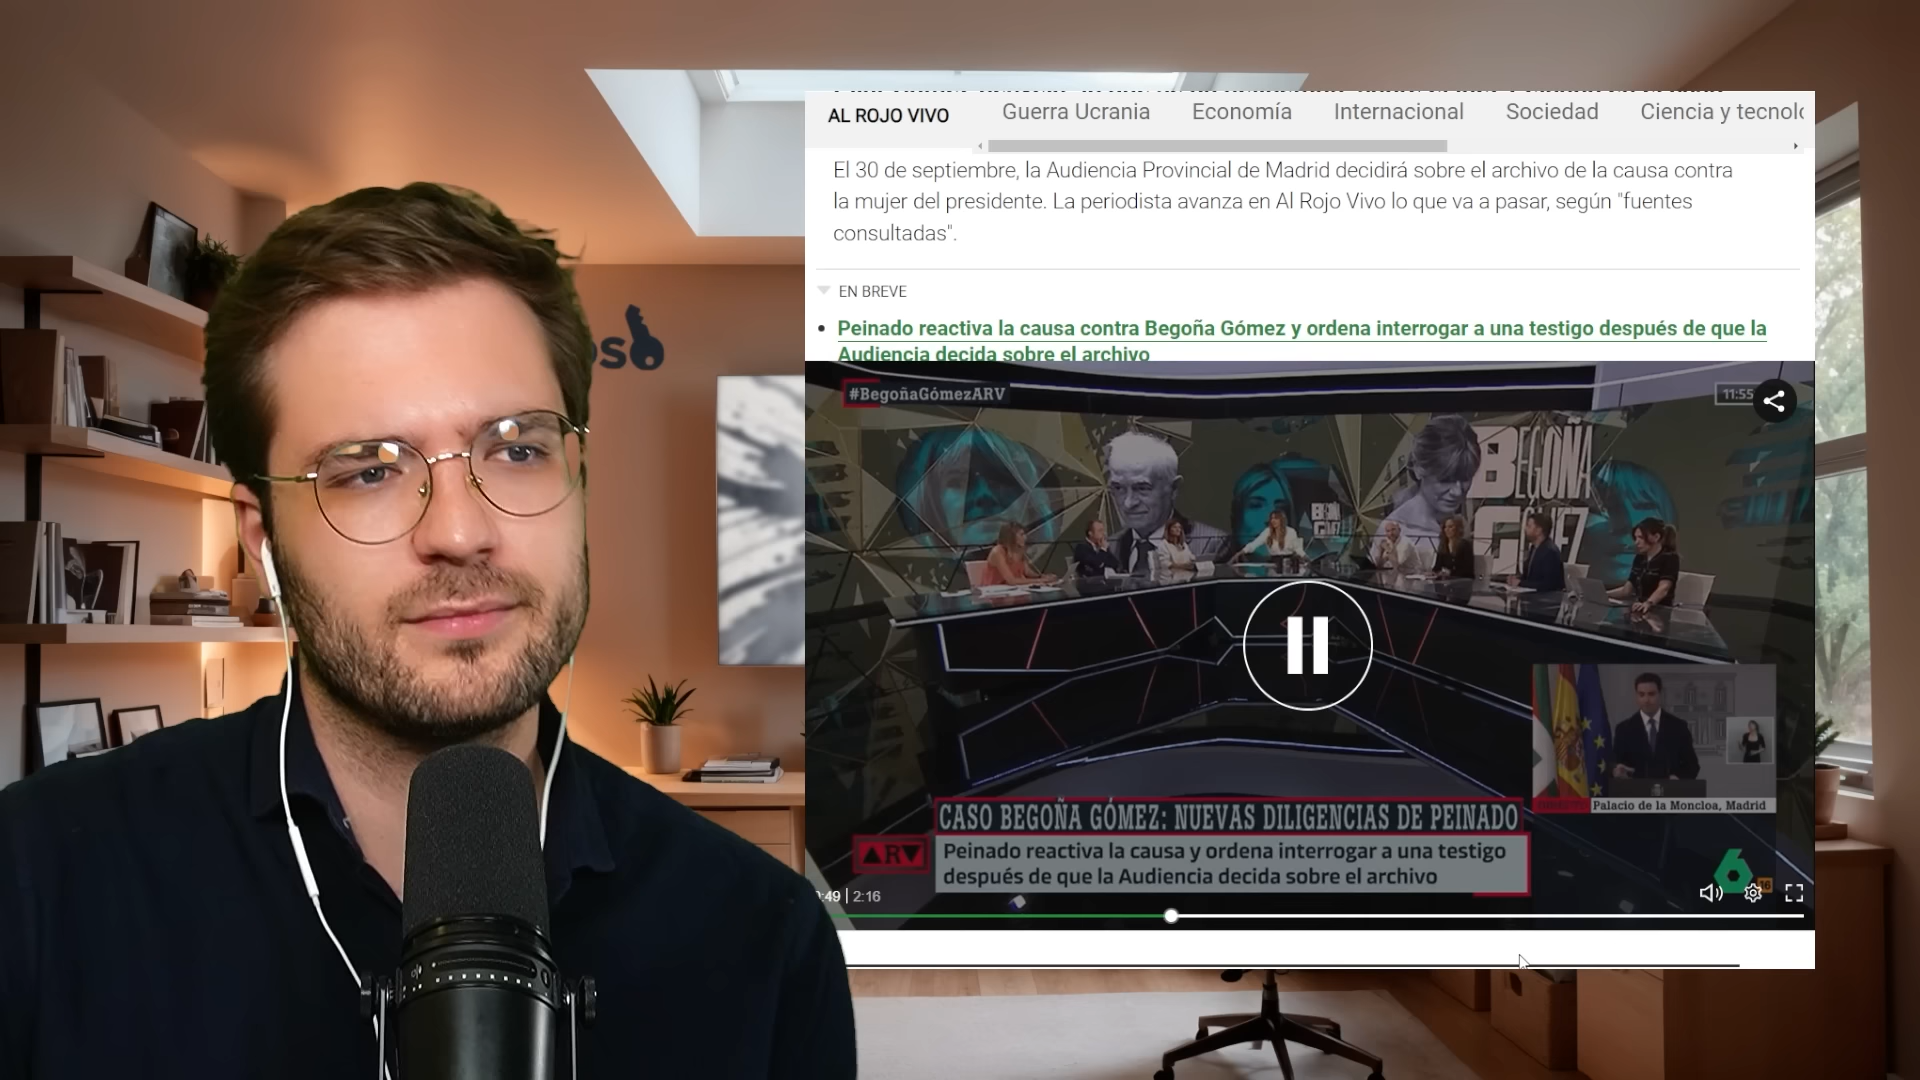 AL ROJO VIVO
Guerra Ucrania Economía Internacional Sociedad Ciencia y tecnolo
El 30 de septiembre, la Audiencia Provincial de Madrid decidirá sobre el archivo de la causa contra
la mujer del presidente. La periodista avanza en Al Rojo Vivo lo que va a pasar, según "fuentes
consultadas".
EN BREVE
Peinado reactiva la causa contra Begoña Gómez y ordena interrogar a una testigo después de que la
Audiencia decida sobre el archivo
os
#BegoñaGómezARV
11:55
BEGOÑA
GÓMEZ
Palacio de la Moncloa, Madrid
CASO BEGOÑA GÓMEZ: NUEVAS DILIGENCIAS DE PEINADO
ARV
Peinado reactiva la causa y ordena interrogar a una testigo
después de que la Audiencia decida sobre el archivo
:49 | 2:16